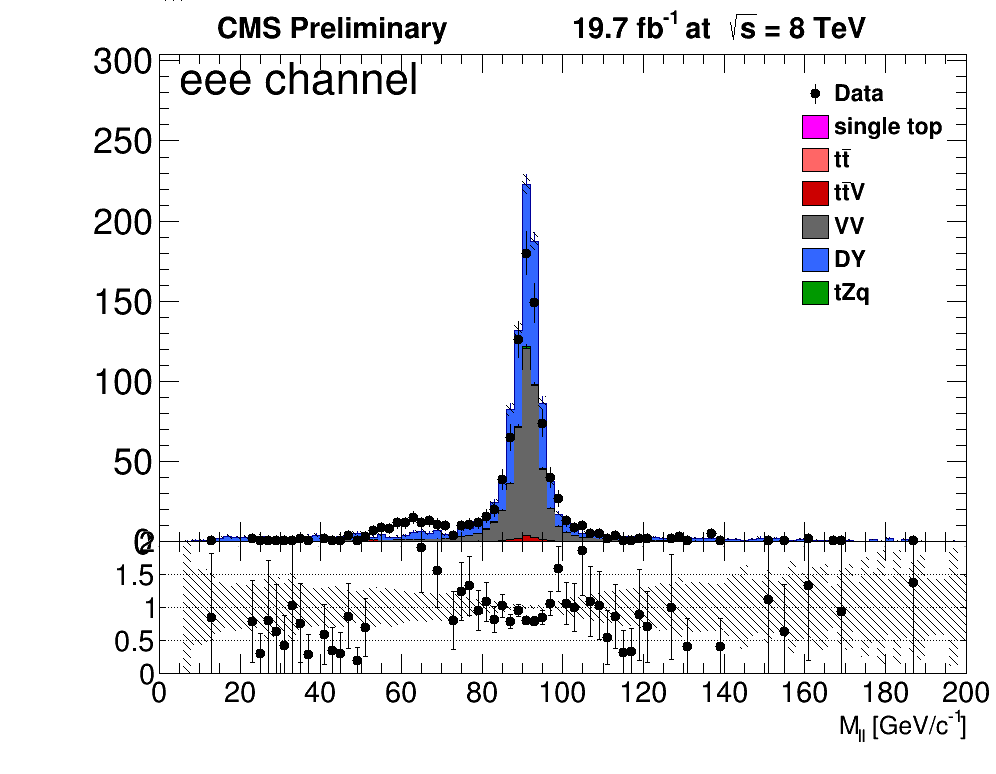 CMS Preliminary 19.7 fb⁻¹ at √s = 8 TeV
eee channel
300
250
200
150
100
50
0
Data
single top
tt̄
tt̄V
VV
DY
tZq
2
1.5
1
0.5
0
0 20 40 60 80 100 120 140 160 180 200
M_ll [GeV/c⁻¹]